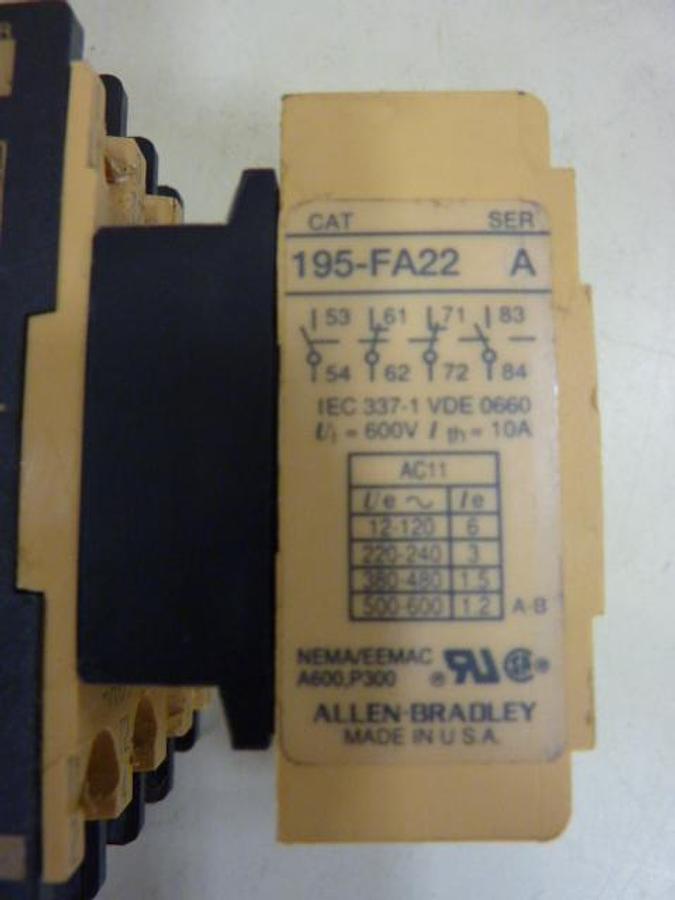 CAT SER
195-FA22 A
53 61 71 83
54 62 72 84
IEC 337-1 VDE 0660
Ui = 600V Ith = 10A
AC11
Ue ~ Ie
12-120 6
220-240 3
380-480 1.5
500-600 1.2 A-B
NEMA/EEMAC
A600,P300
ALLEN-BRADLEY
MADE IN U.S.A.